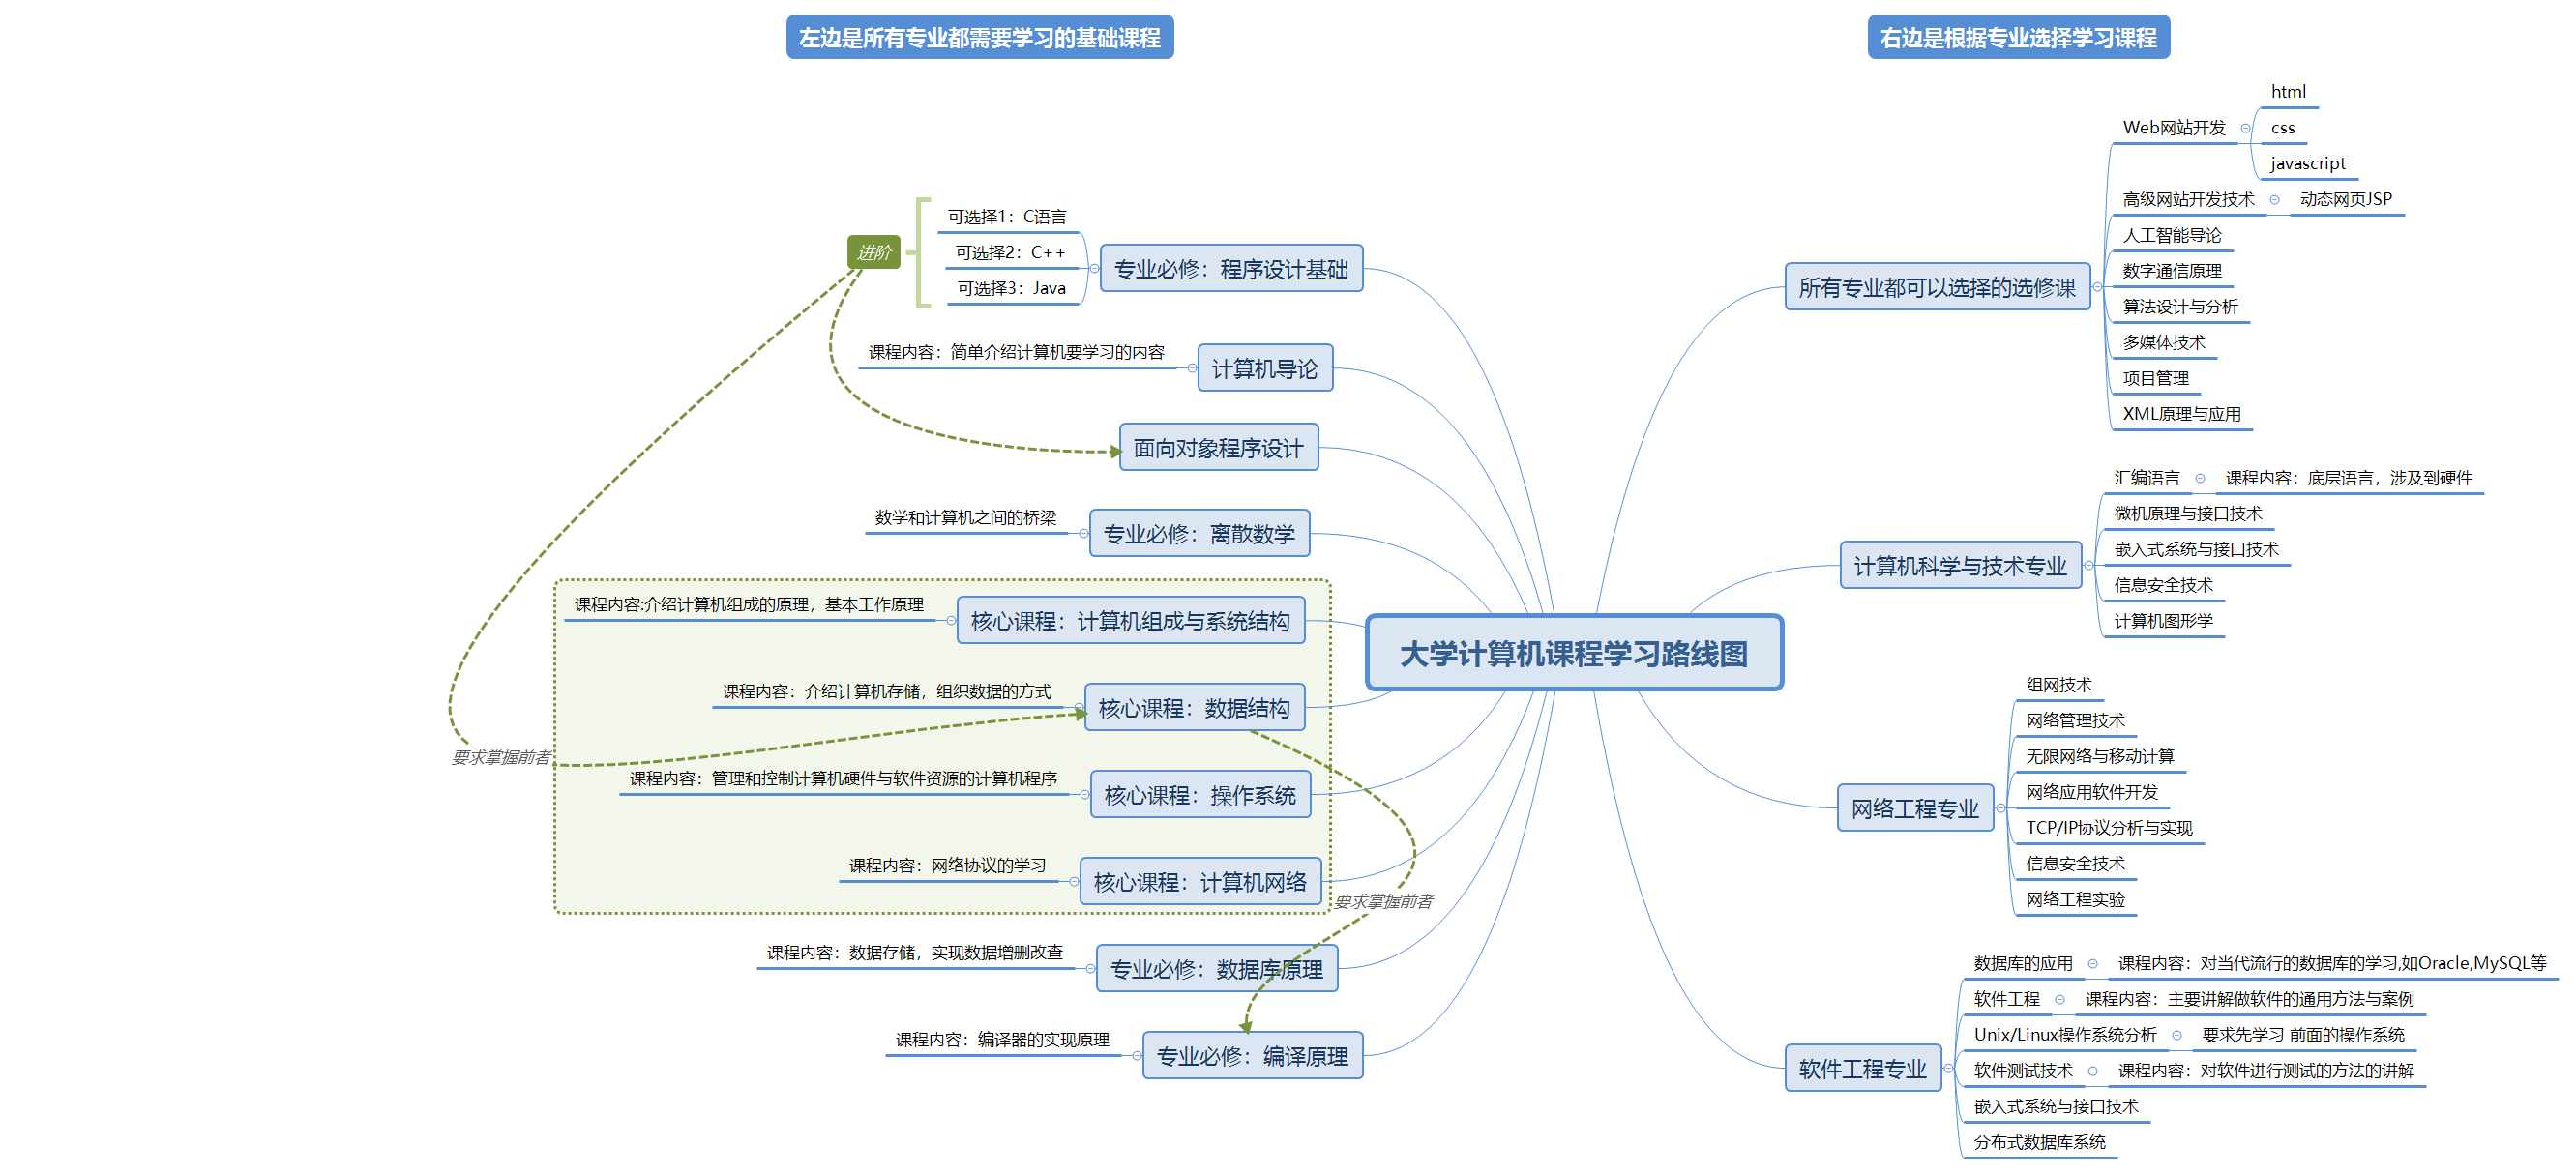 左边是所有专业都需要学习的基础课程
右边是根据专业选择学习课程
进阶
可选择1：C语言
可选择2：C++
可选择3：Java
专业必修：程序设计基础
课程内容：简单介绍计算机要学习的内容
计算机导论
面向对象程序设计
数学和计算机之间的桥梁
专业必修：离散数学
课程内容:介绍计算机组成的原理，基本工作原理
核心课程：计算机组成与系统结构
课程内容：介绍计算机存储，组织数据的方式
核心课程：数据结构
要求掌握前者
课程内容：管理和控制计算机硬件与软件资源的计算机程序
核心课程：操作系统
课程内容：网络协议的学习
核心课程：计算机网络
要求掌握前者
课程内容：数据存储，实现数据增删改查
专业必修：数据库原理
课程内容：编译器的实现原理
专业必修：编译原理
大学计算机课程学习路线图
所有专业都可以选择的选修课
Web网站开发
html
css
javascript
高级网站开发技术
动态网页JSP
人工智能导论
数字通信原理
算法设计与分析
多媒体技术
项目管理
XML原理与应用
计算机科学与技术专业
汇编语言
课程内容：底层语言，涉及到硬件
微机原理与接口技术
嵌入式系统与接口技术
信息安全技术
计算机图形学
网络工程专业
组网技术
网络管理技术
无限网络与移动计算
网络应用软件开发
TCP/IP协议分析与实现
信息安全技术
网络工程实验
软件工程专业
数据库的应用
课程内容：对当代流行的数据库的学习,如Oracle,MySQL等
软件工程
课程内容：主要讲解做软件的通用方法与案例
Unix/Linux操作系统分析
要求先学习 前面的操作系统
软件测试技术
课程内容：对软件进行测试的方法的讲解
嵌入式系统与接口技术
分布式数据库系统